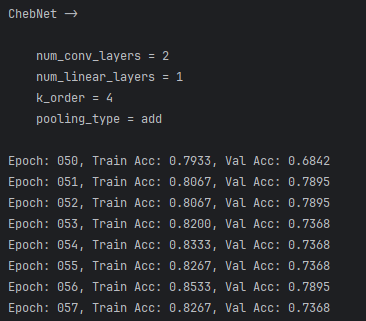 ChebNet ->
num_conv_layers = 2
num_linear_layers = 1
k_order = 4
pooling_type = add
Epoch: 050, Train Acc: 0.7933, Val Acc: 0.6842
Epoch: 051, Train Acc: 0.8067, Val Acc: 0.7895
Epoch: 052, Train Acc: 0.8067, Val Acc: 0.7895
Epoch: 053, Train Acc: 0.8200, Val Acc: 0.7368
Epoch: 054, Train Acc: 0.8333, Val Acc: 0.7368
Epoch: 055, Train Acc: 0.8267, Val Acc: 0.7368
Epoch: 056, Train Acc: 0.8533, Val Acc: 0.7895
Epoch: 057, Train Acc: 0.8267, Val Acc: 0.7368